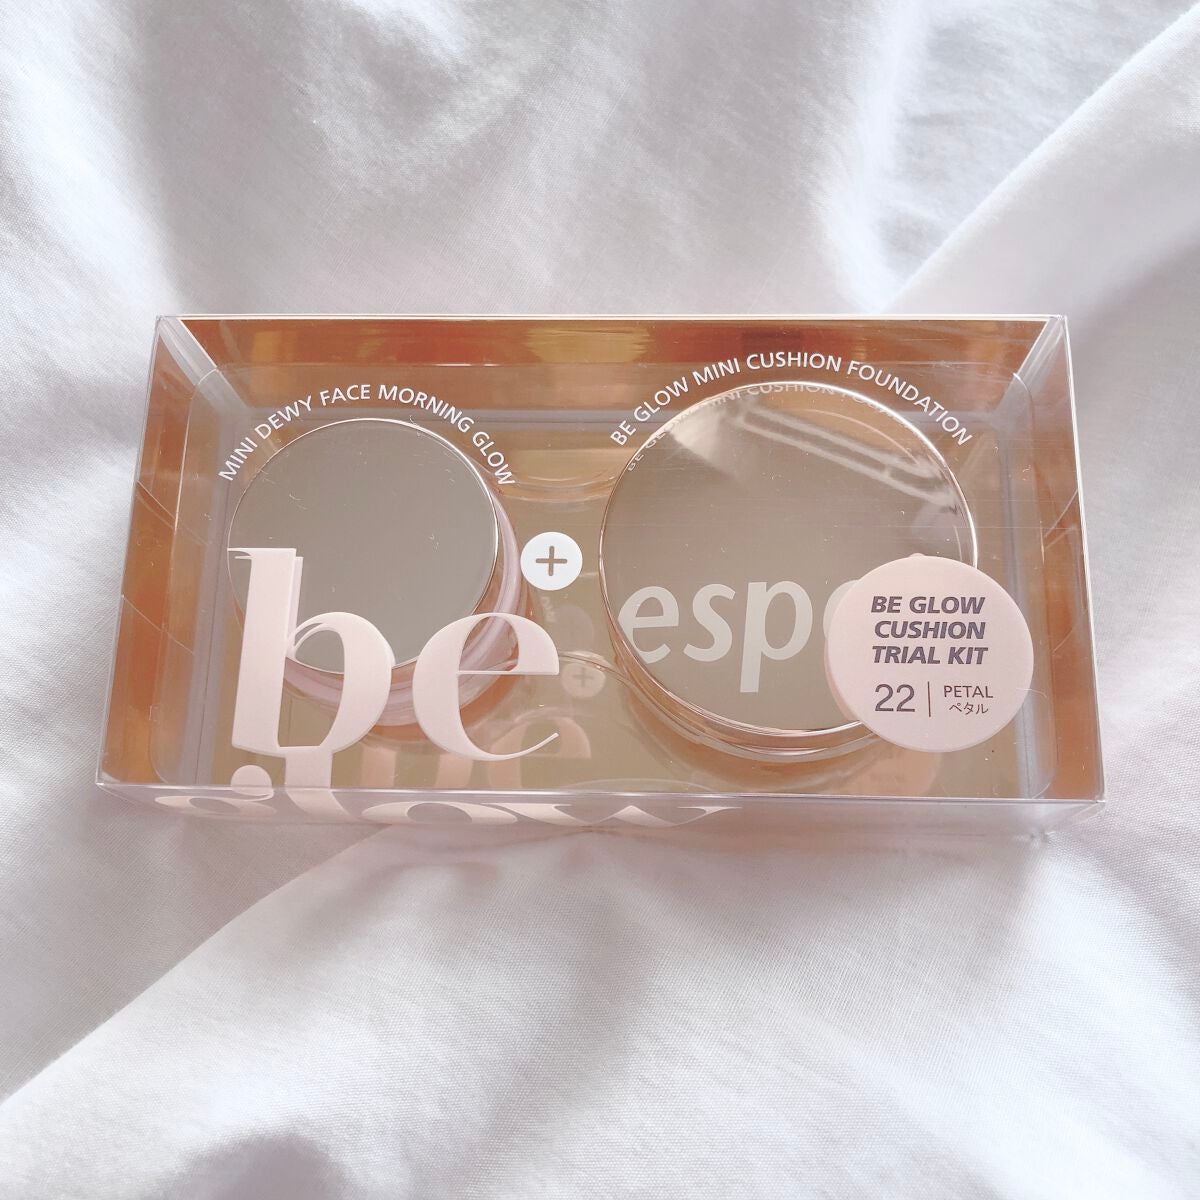 MINI DEWY FACE MORNING GLOW
BE GLOW MINI CUSHION FOUNDATION
be
+
espo
BE GLOW
CUSHION
TRIAL KIT
22 | PETAL
ペタル
glow